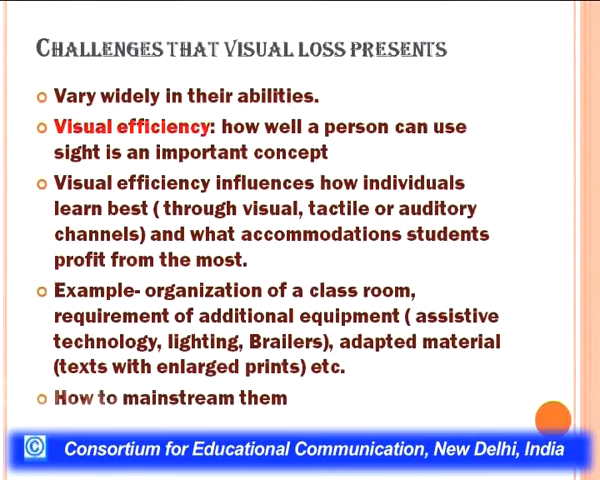 CHALLENGES THAT VISUAL LOSS PRESENTS
Vary widely in their abilities.
Visual efficiency: how well a person can use
sight is an important concept
Visual efficiency influences how individuals
learn best ( through visual, tactile or auditory
channels) and what accommodations students
profit from the most.
Example- organization of a class room,
requirement of additional equipment ( assistive
technology, lighting, Brailers), adapted material
(texts with enlarged prints) etc.
How to mainstream them
© Consortium for Educational Communication, New Delhi, India